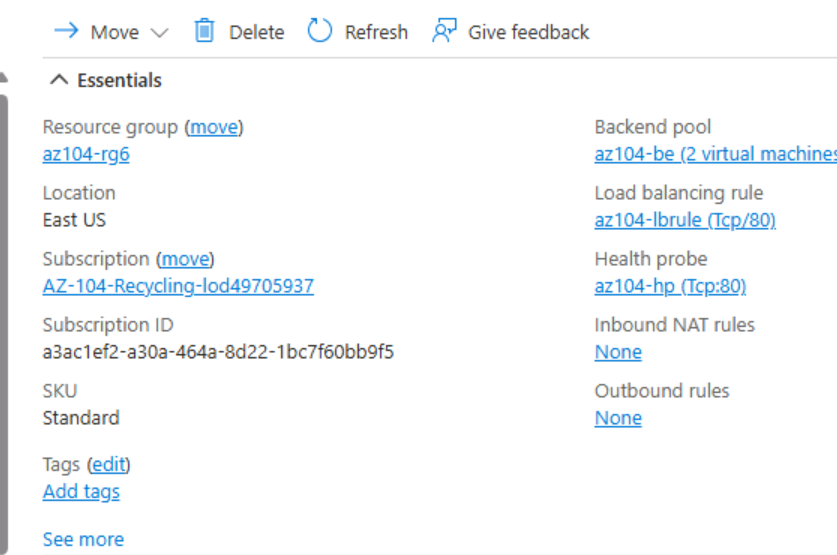 Move Delete Refresh Give feedback
Essentials
Resource group (move)
az104-rg6
Location
East US
Subscription (move)
AZ-104-Recycling-lod49705937
Subscription ID
a3ac1ef2-a30a-464a-8d22-1bc7f60bb9f5
SKU
Standard
Tags (edit)
Add tags
See more
Backend pool
az104-be (2 virtual machines
Load balancing rule
az104-lbrule (Tcp/80)
Health probe
az104-hp (Tcp:80)
Inbound NAT rules
None
Outbound rules
None